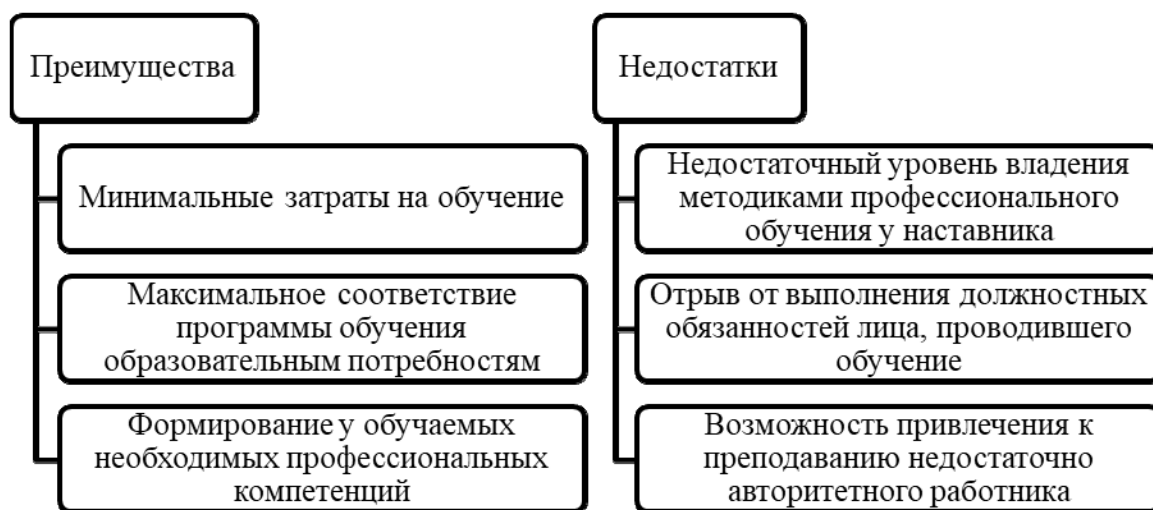 Преимущества
Минимальные затраты на обучение
Максимальное соответствие
программы обучения
образовательным потребностям
Формирование у обучаемых
необходимых профессиональных
компетенций
Недостатки
Недостаточный уровень владения
методиками профессионального
обучения у наставника
Отрыв от выполнения должностных
обязанностей лица, проводившего
обучение
Возможность привлечения к
преподаванию недостаточно
авторитетного работника